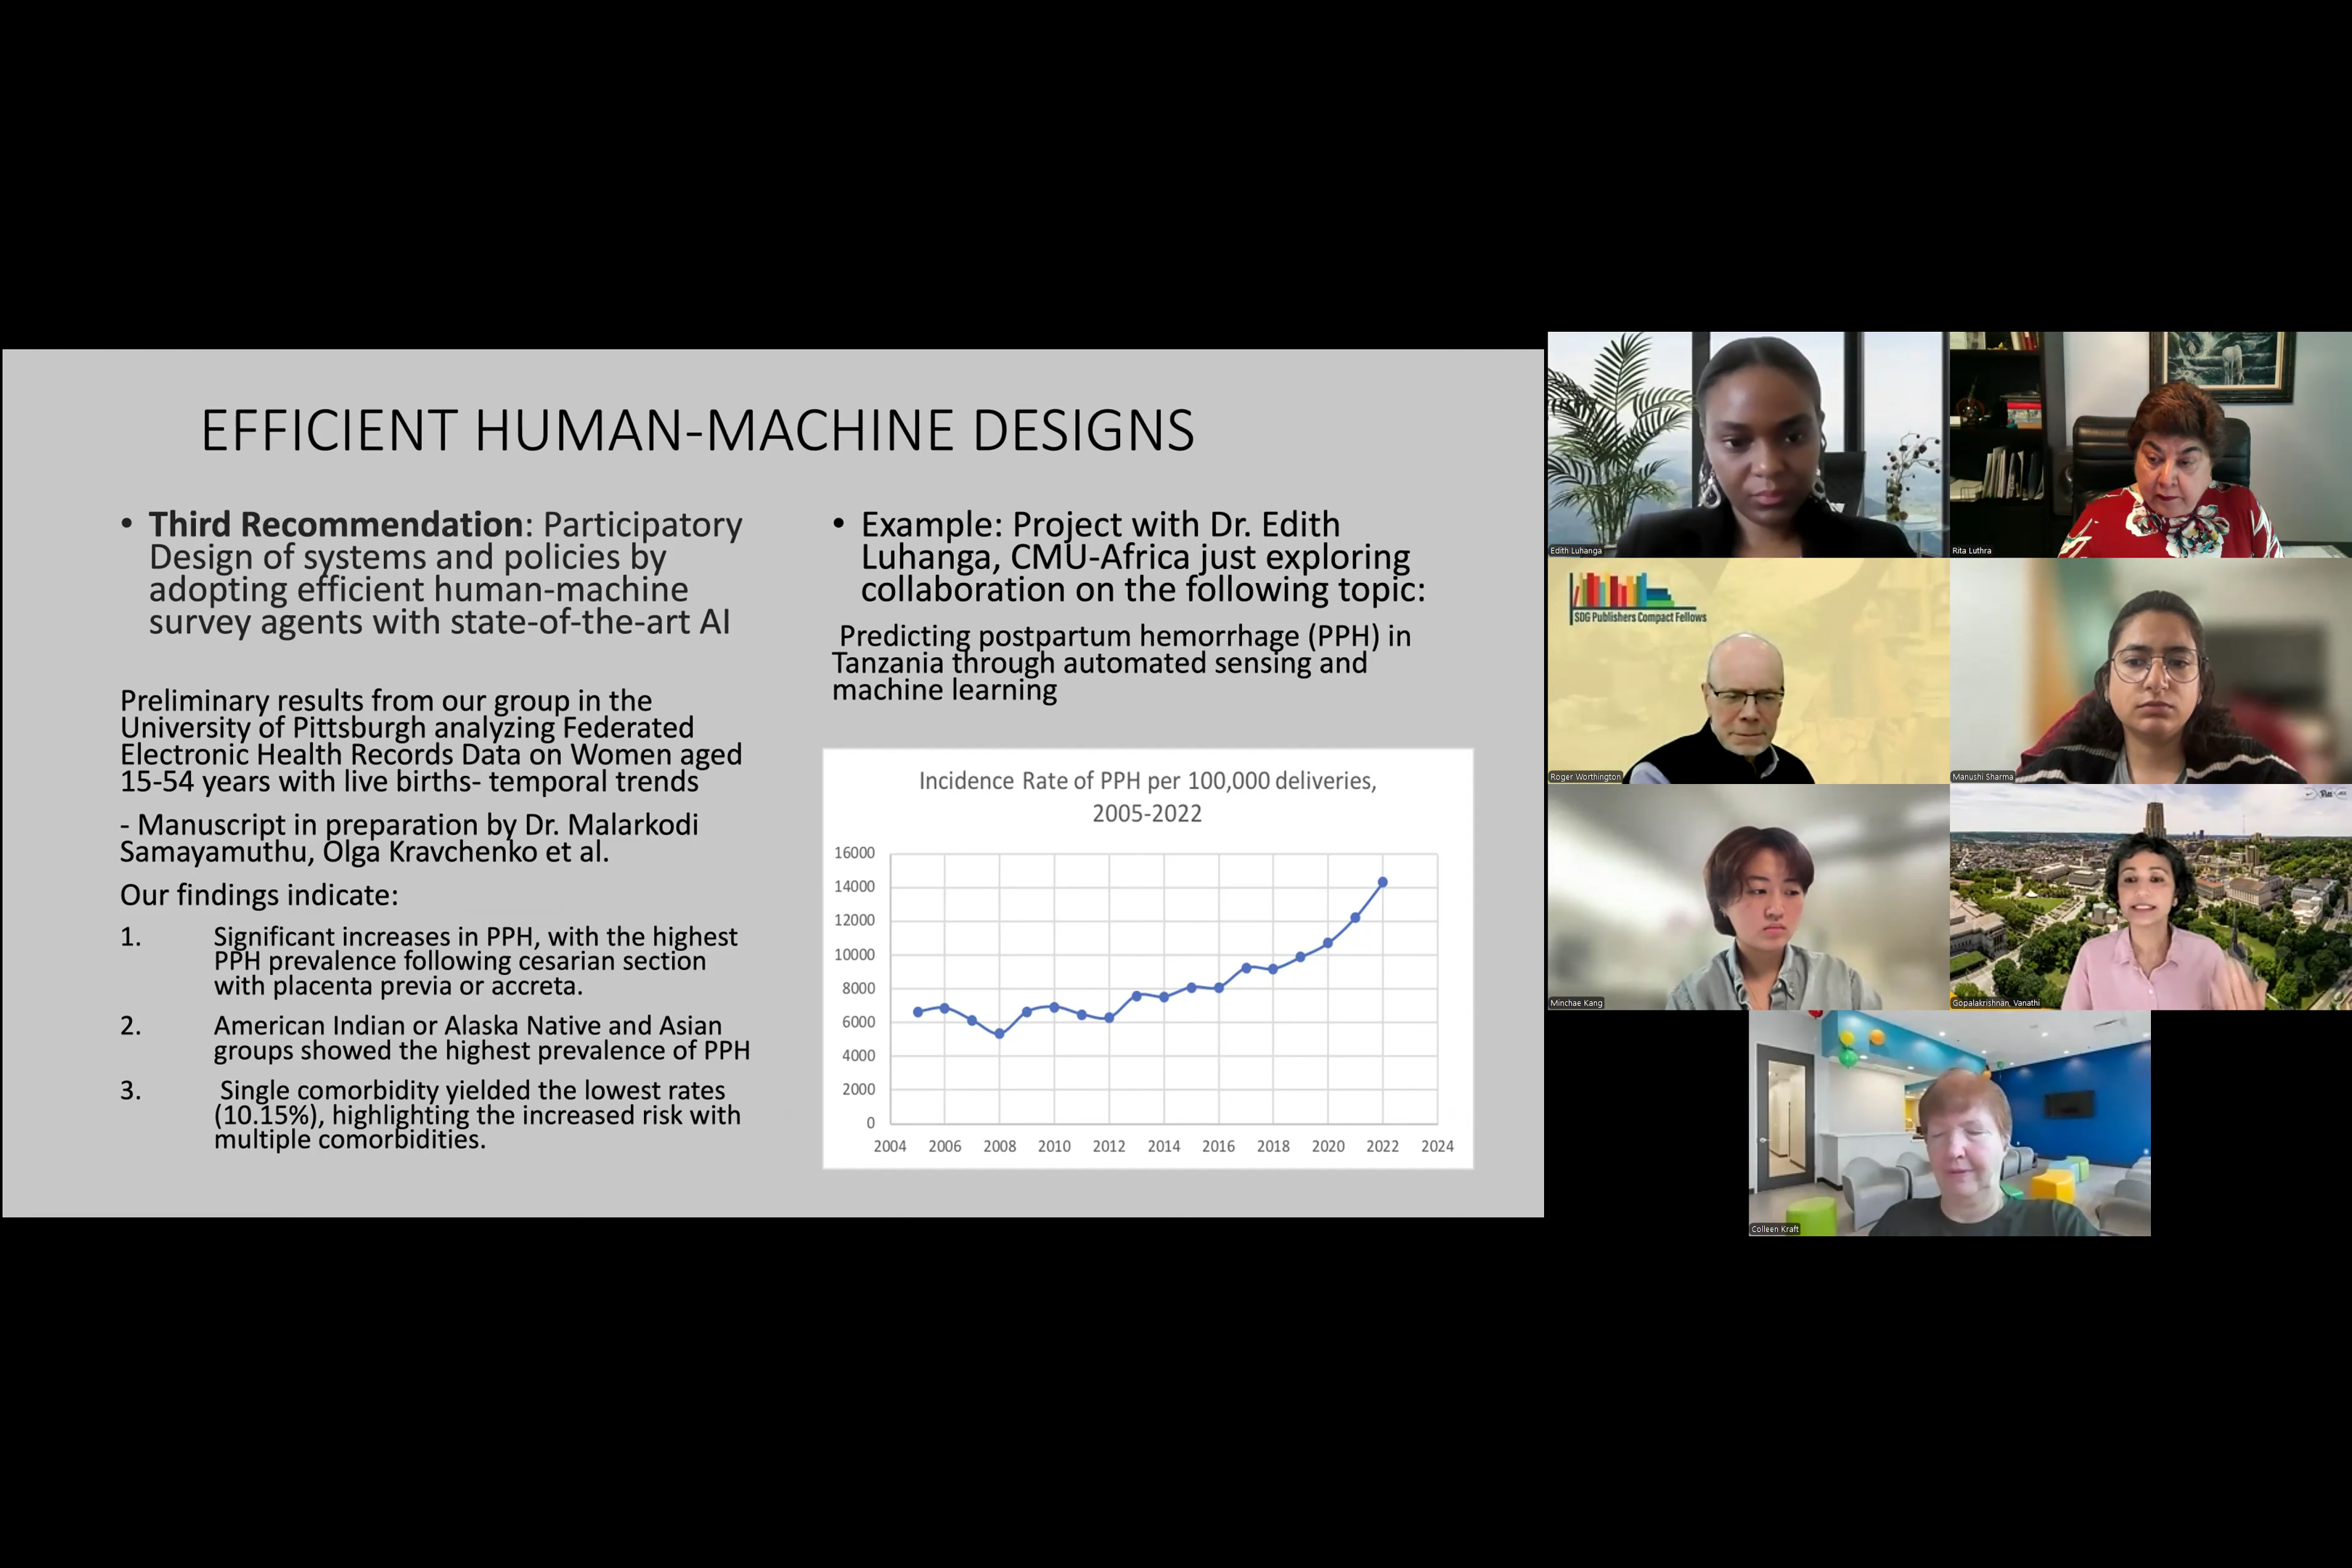 EFFICIENT HUMAN-MACHINE DESIGNS
• Third Recommendation: Participatory
Design of systems and policies by
adopting efficient human-machine
survey agents with state-of-the-art AI
Preliminary results from our group in the
University of Pittsburgh analyzing Federated
Electronic Health Records Data on Women aged
15-54 years with live births- temporal trends
- Manuscript in preparation by Dr. Malarkodi
Samayamuthu, Olga Kravchenko et al.
Our findings indicate:
1. Significant increases in PPH, with the highest
PPH prevalence following cesarian section
with placenta previa or accreta.
2. American Indian or Alaska Native and Asian
groups showed the highest prevalence of PPH
3. Single comorbidity yielded the lowest rates
(10.15%), highlighting the increased risk with
multiple comorbidities.
• Example: Project with Dr. Edith
Luhanga, CMU-Africa just exploring
collaboration on the following topic:
Predicting postpartum hemorrhage (PPH) in
Tanzania through automated sensing and
machine learning
Incidence Rate of PPH per 100,000 deliveries,
2005-2022
16000
14000
12000
10000
8000
6000
4000
2000
0
2004 2006 2008 2010 2012 2014 2016 2018 2020 2022 2024
Edith Luhanga
Rita Luthra
SDG Publishers Compact Fellows
Roger Worthington
Manushi Sharma
Minchae Kang
Pitt
Gopalakrishnan, Vanathi
Colleen Kraft